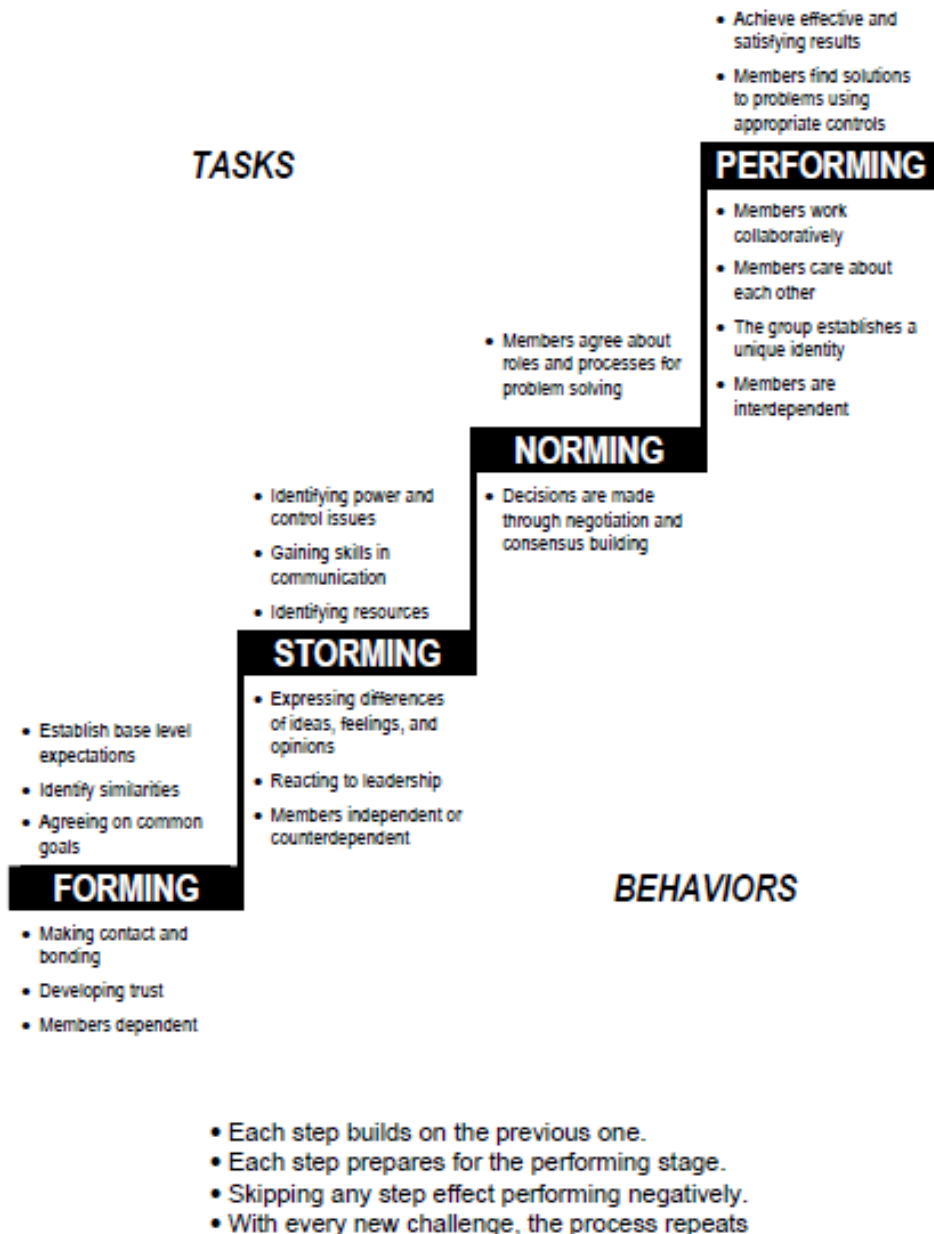 TASKS
• Achieve effective and
satisfying results
• Members find solutions
to problems using
appropriate controls
PERFORMING
• Members work
collaboratively
• Members care about
each other
• The group establishes a
unique identity
• Members are
interdependent
• Members agree about
roles and processes for
problem solving
NORMING
• Decisions are made
through negotiation and
consensus building
• Identifying power and
control issues
• Gaining skills in
communication
• Identifying resources
STORMING
• Expressing differences
of ideas, feelings, and
opinions
• Reacting to leadership
• Members independent or
counterdependent
• Establish base level
expectations
• Identify similarities
• Agreeing on common
goals
FORMING
• Making contact and
bonding
• Developing trust
• Members dependent
BEHAVIORS
• Each step builds on the previous one.
• Each step prepares for the performing stage.
• Skipping any step effect performing negatively.
• With every new challenge, the process repeats